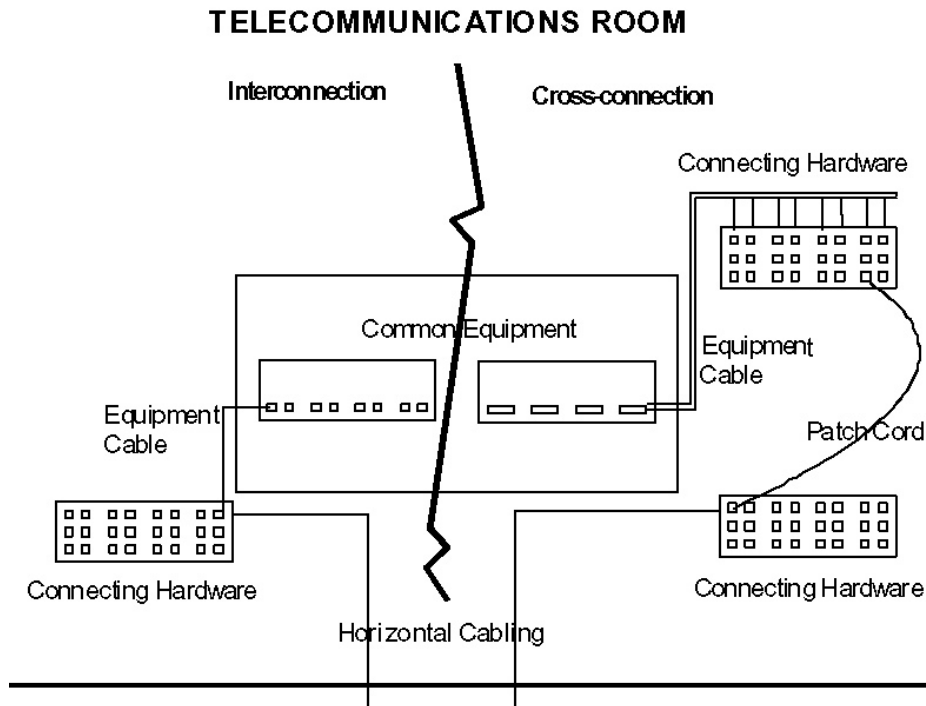 TELECOMMUNICATIONS ROOM
Interconnection
Cross-connection
Connecting Hardware
Common Equipment
Equipment
Cable
Equipment
Cable
Patch Cord
Connecting Hardware
Connecting Hardware
Horizontal Cabling